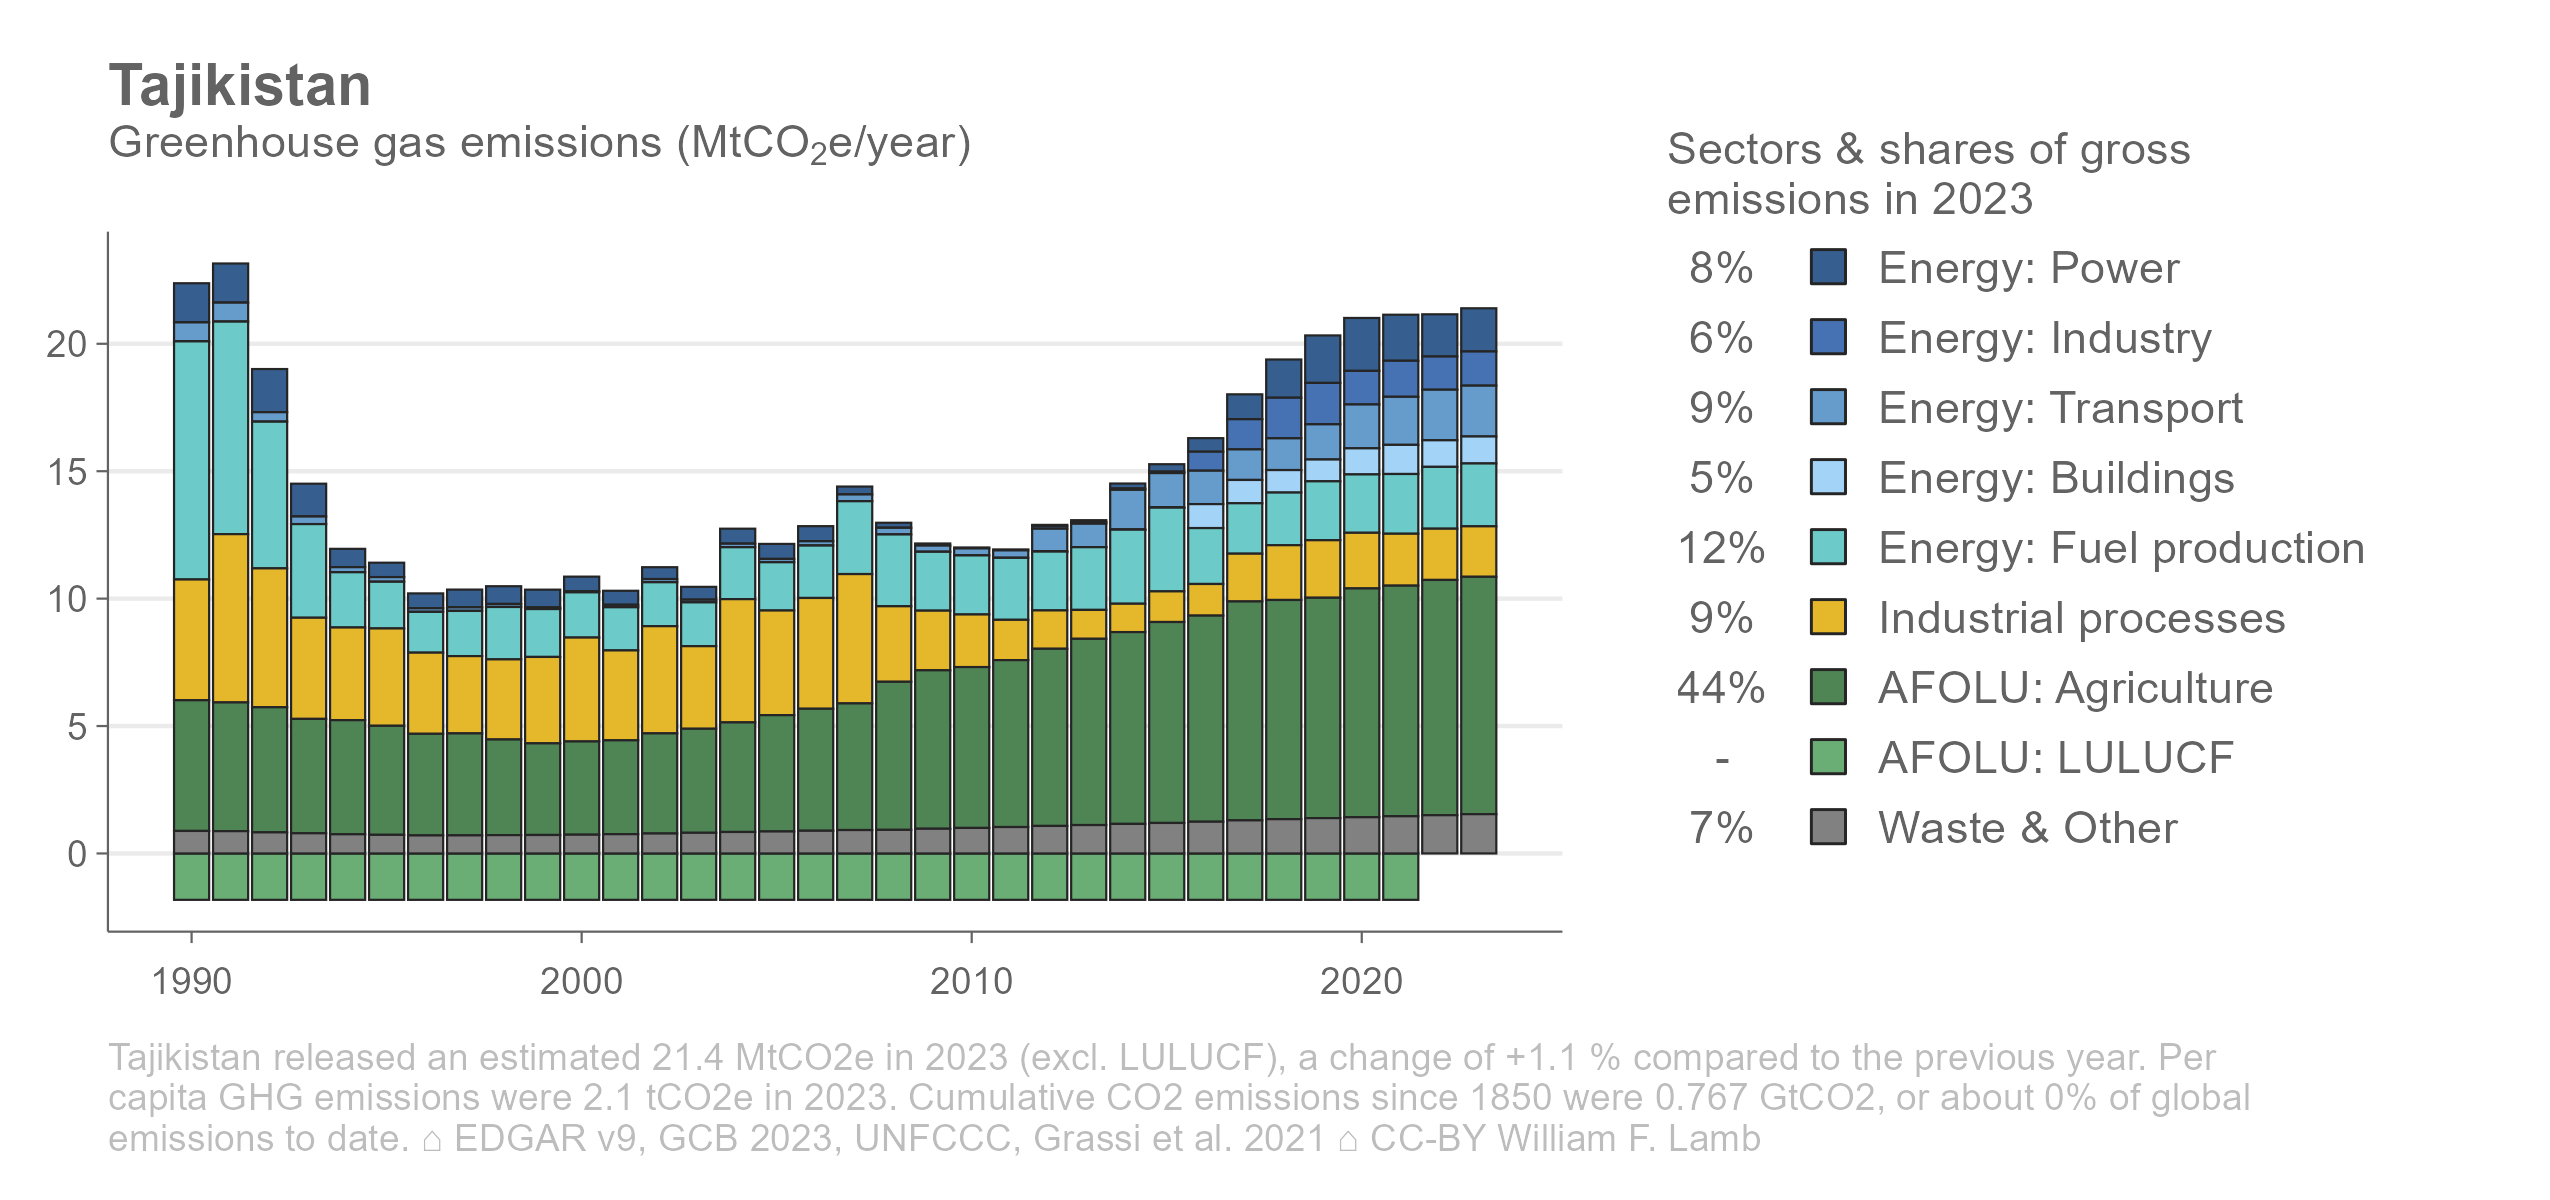 Tajikistan
Greenhouse gas emissions (MtCO₂e/year)
Sectors & shares of gross
emissions in 2023
8% Energy: Power
6% Energy: Industry
9% Energy: Transport
5% Energy: Buildings
12% Energy: Fuel production
9% Industrial processes
44% AFOLU: Agriculture
- AFOLU: LULUCF
7% Waste & Other
20
15
10
5
0
1990 2000 2010 2020
Tajikistan released an estimated 21.4 MtCO2e in 2023 (excl. LULUCF), a change of +1.1 % compared to the previous year. Per
capita GHG emissions were 2.1 tCO2e in 2023. Cumulative CO2 emissions since 1850 were 0.767 GtCO2, or about 0% of global
emissions to date. ⌂ EDGAR v9, GCB 2023, UNFCCC, Grassi et al. 2021 ⌂ CC-BY William F. Lamb